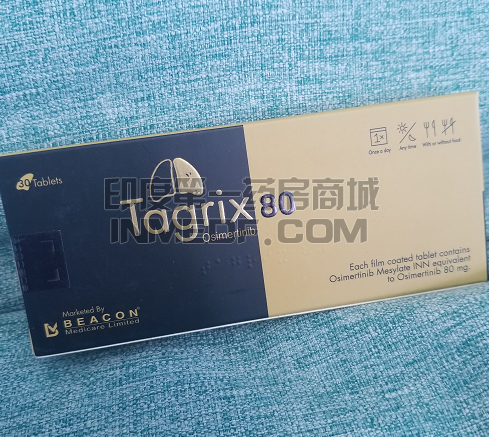 30 Tablets
Tagrix 80
Osimertinib
1x
Once a day
Any time
With or without food
Each film coated tablet contains
Osimertinib Mesylate INN equivalent
to Osimertinib 80 mg.
Marketed By
BEACON
Medicare Limited
印度第一药房商城